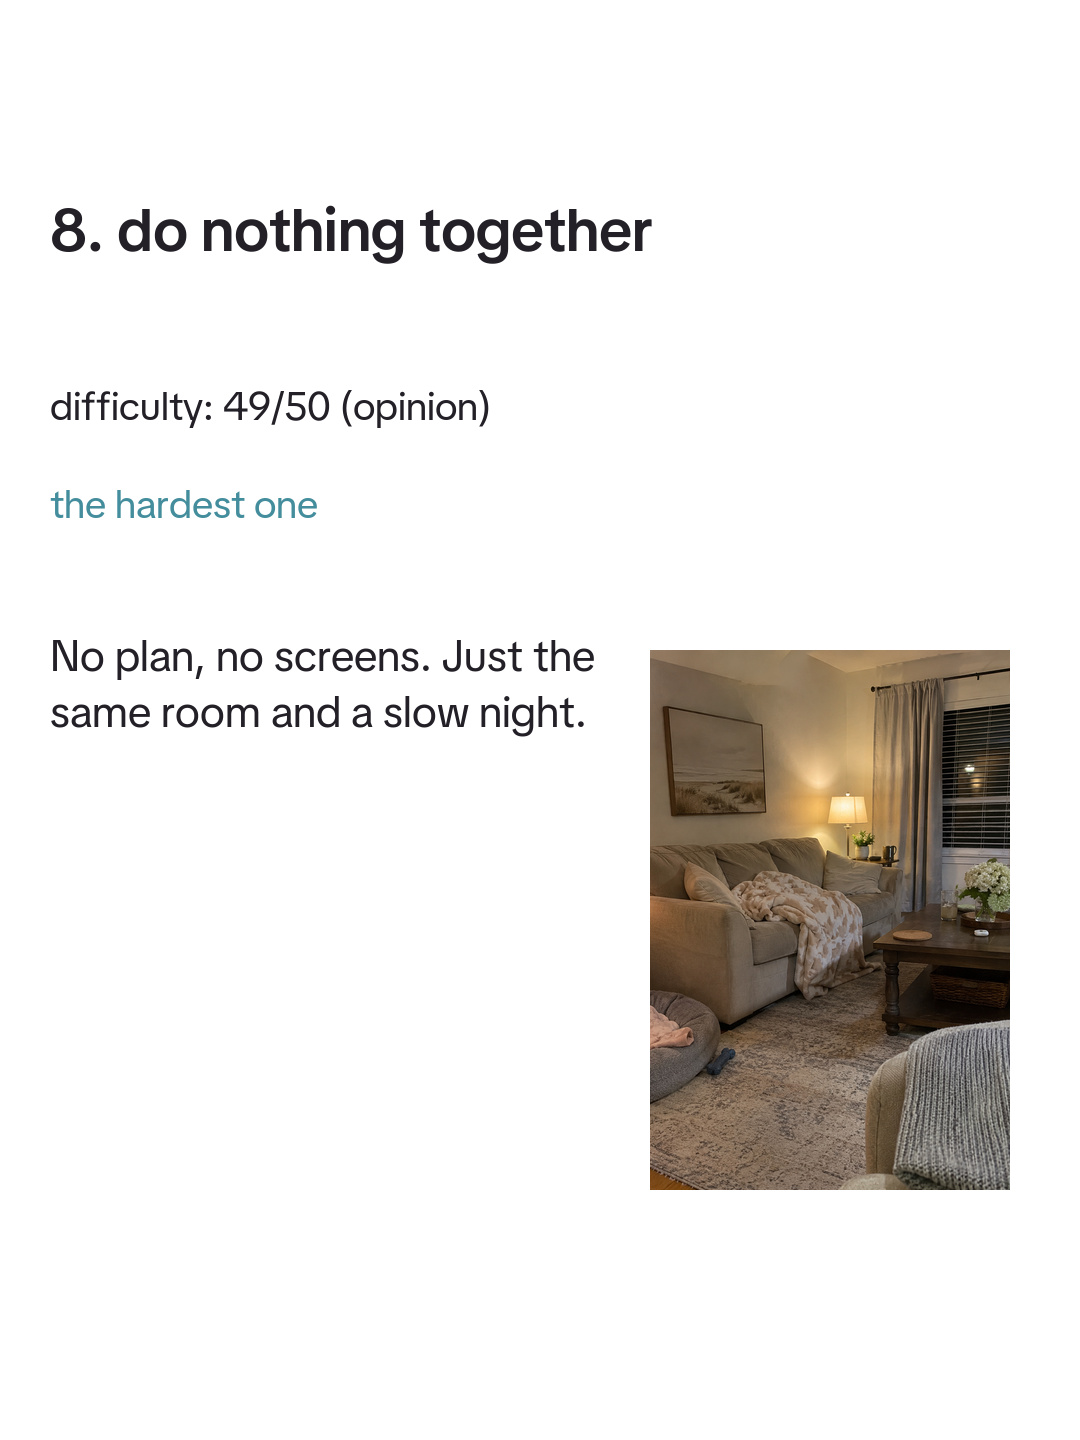 8. do nothing together
difficulty: 49/50 (opinion)
the hardest one
No plan, no screens. Just the
same room and a slow night.